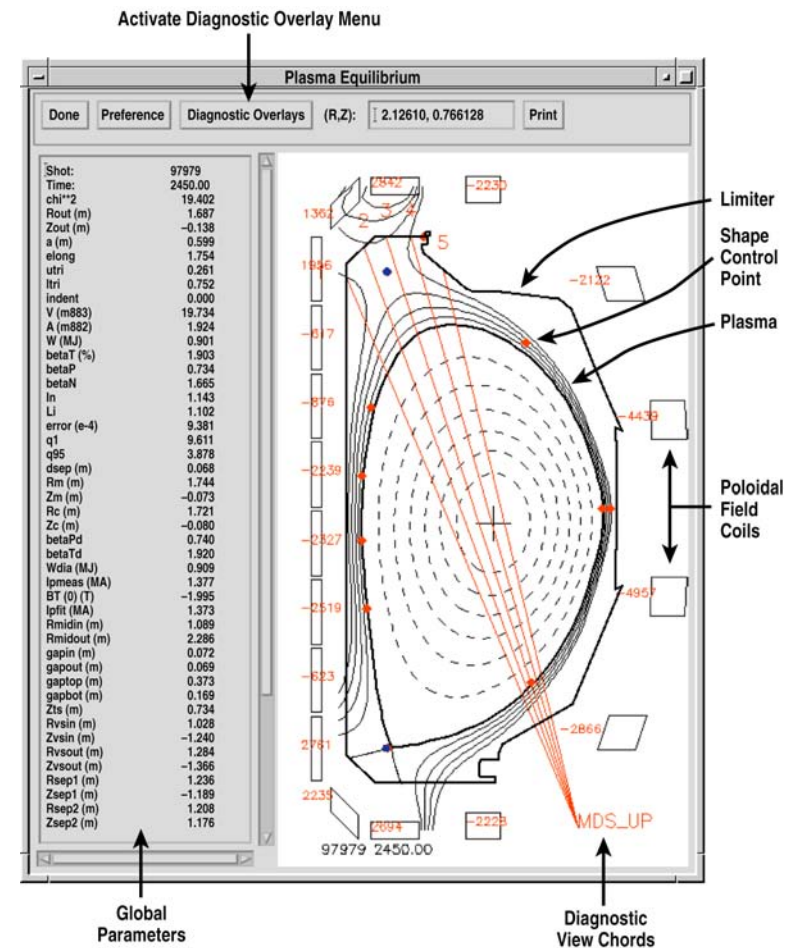 Activate Diagnostic Overlay Menu
Plasma Equilibrium
Done Preference Diagnostic Overlays (R,Z): 2.12610, 0.766128 Print
Shot: 97979
Time: 2450.00
chi**2 19.402
Rout (m) 1.687
Zout (m) −0.138
a (m) 0.599
elong 1.754
utri 0.261
ltri 0.752
indent 0.000
V (m883) 19.734
A (m882) 1.924
W (MJ) 0.901
betaT (%) 1.903
betaP 0.734
betaN 1.665
In 1.143
Li 1.102
error (e-4) 9.381
q1 9.611
q95 3.878
dsep (m) 0.068
Rm (m) 1.744
Zm (m) −0.073
Rc (m) 1.721
Zc (m) −0.080
betaPd 0.740
betaTd 1.920
Wdia (MJ) 0.909
Ipmeas (MA) 1.377
BT (0) (T) −1.995
Ipfit (MA) 1.373
Rmidin (m) 1.089
Rmidout (m) 2.286
gapin (m) 0.072
gapout (m) 0.069
gaptop (m) 0.373
gapbot (m) 0.169
Zts (m) 0.734
Rvsin (m) 1.028
Zvsin (m) −1.240
Rvsout (m) 1.284
Zvsout (m) −1.366
Rsep1 (m) 1.236
Zsep1 (m) −1.189
Rsep2 (m) 1.208
Zsep2 (m) 1.176
2842
-2230
1362
2 3 4 5
-2122
-617
-876
-4439
-2239
-2327
-2519
-4957
-623
-2866
2761
2235
2694
-2223
MDS_UP
97979 2450.00
Limiter
Shape
Control
Point
Plasma
Poloidal
Field
Coils
Global
Parameters
Diagnostic
View Chords